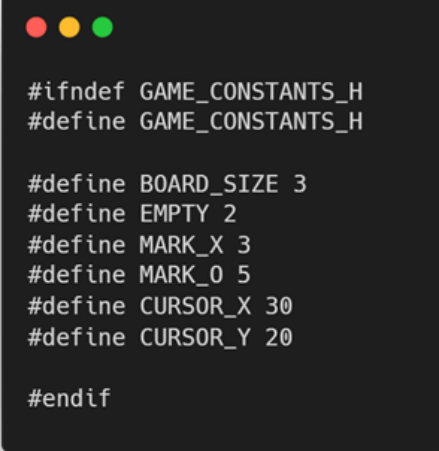 #ifndef GAME_CONSTANTS_H
#define GAME_CONSTANTS_H
#define BOARD_SIZE 3
#define EMPTY 2
#define MARK_X 3
#define MARK_O 5
#define CURSOR_X 30
#define CURSOR_Y 20
#endif